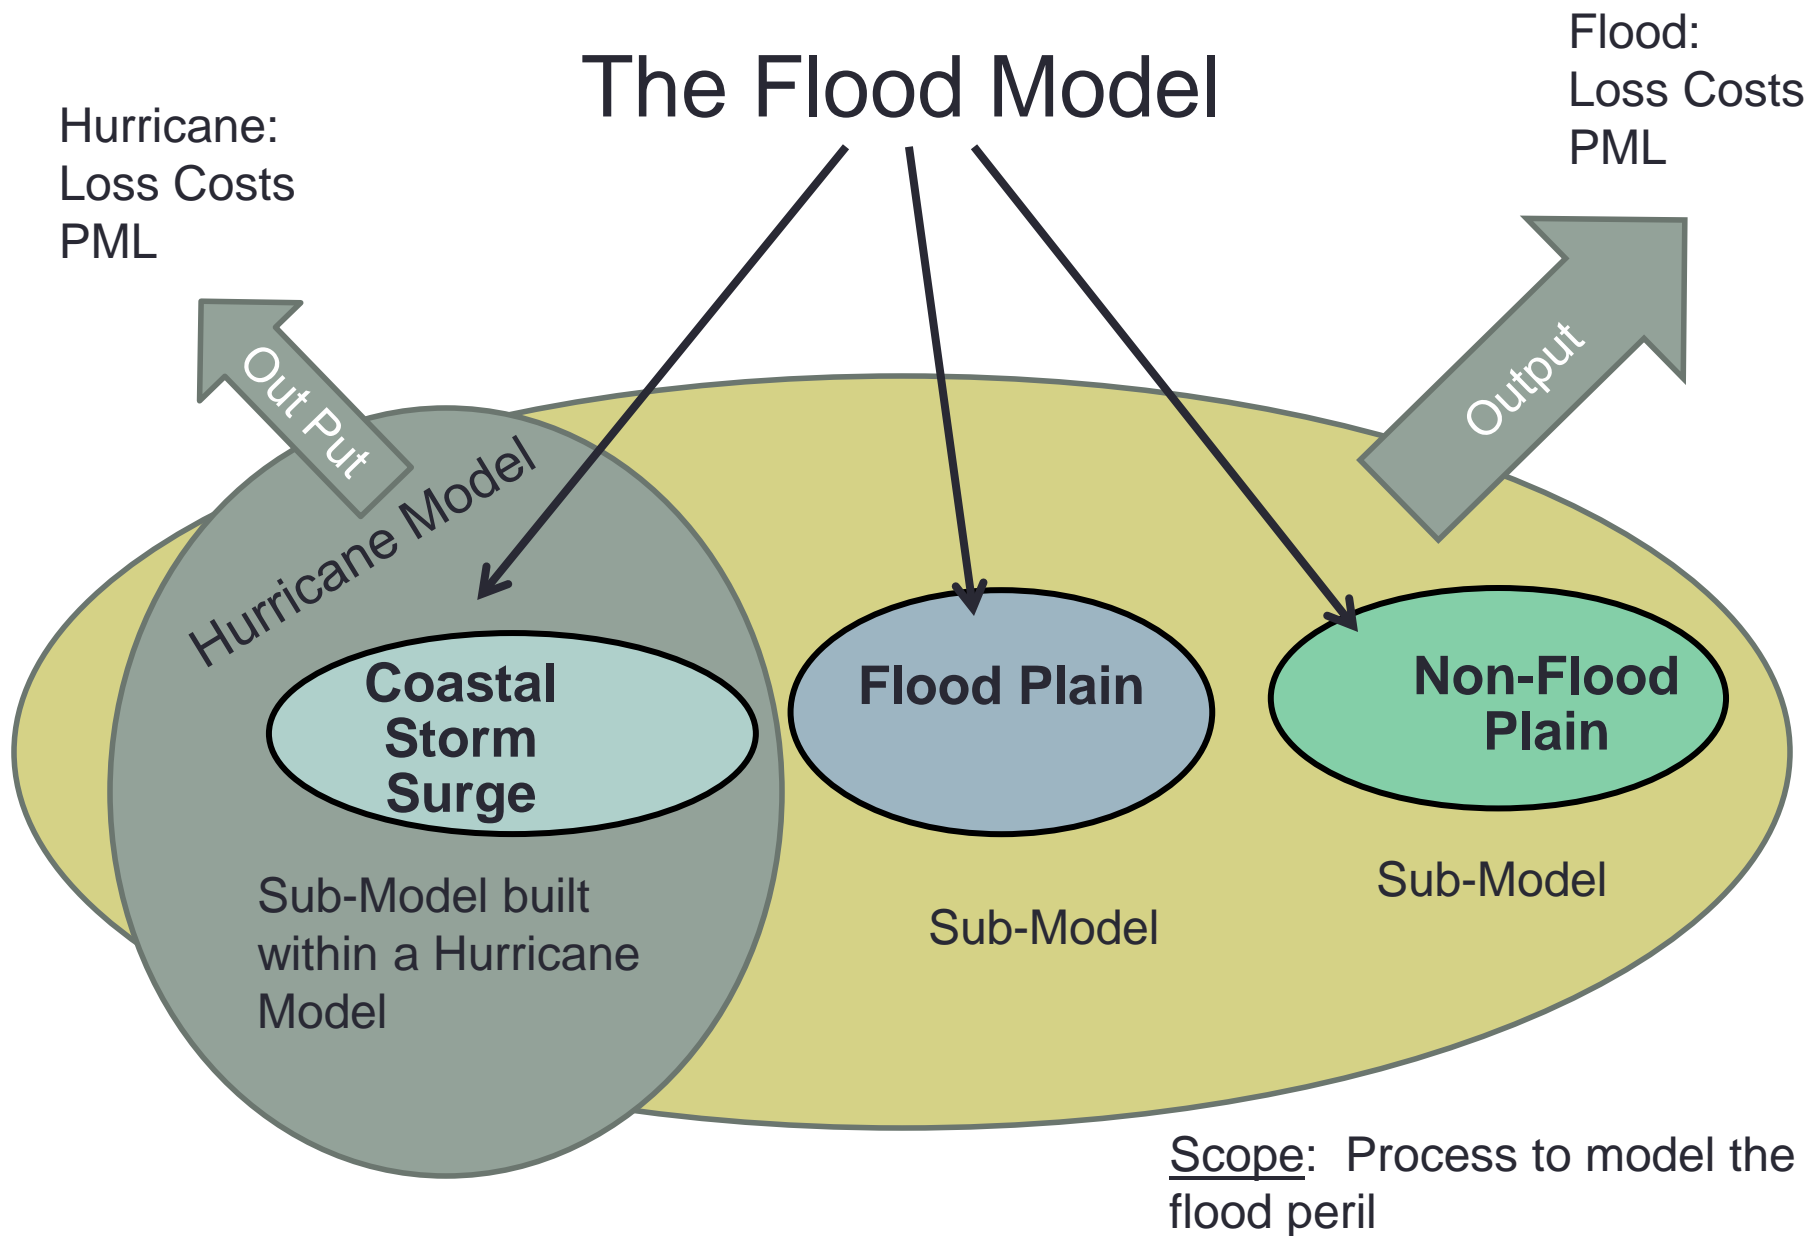 The Flood Model
Hurricane:
Loss Costs
PML
Flood:
Loss Costs
PML
Out Put
Output
Hurricane Model
Coastal
Storm
Surge
Flood Plain
Non-Flood
Plain
Sub-Model built
within a Hurricane
Model
Sub-Model
Sub-Model
Scope: Process to model the
flood peril